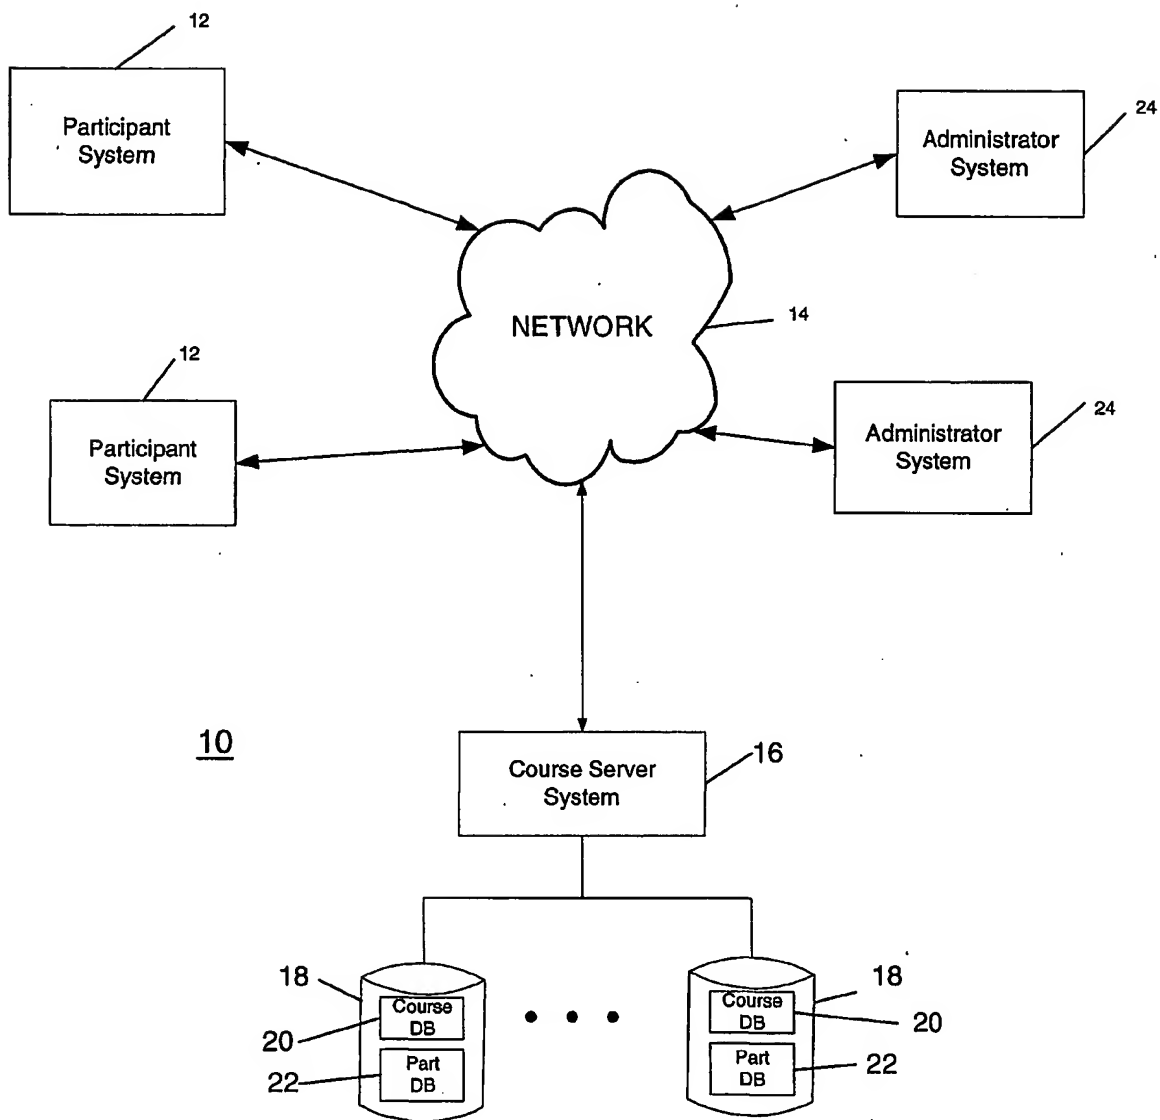 12
Participant
System
24
Administrator
System
NETWORK
14
12
Participant
System
24
Administrator
System
10
Course Server
System
16
18
Course
DB
20
Part
DB
22
18
Course
DB
20
Part
DB
22